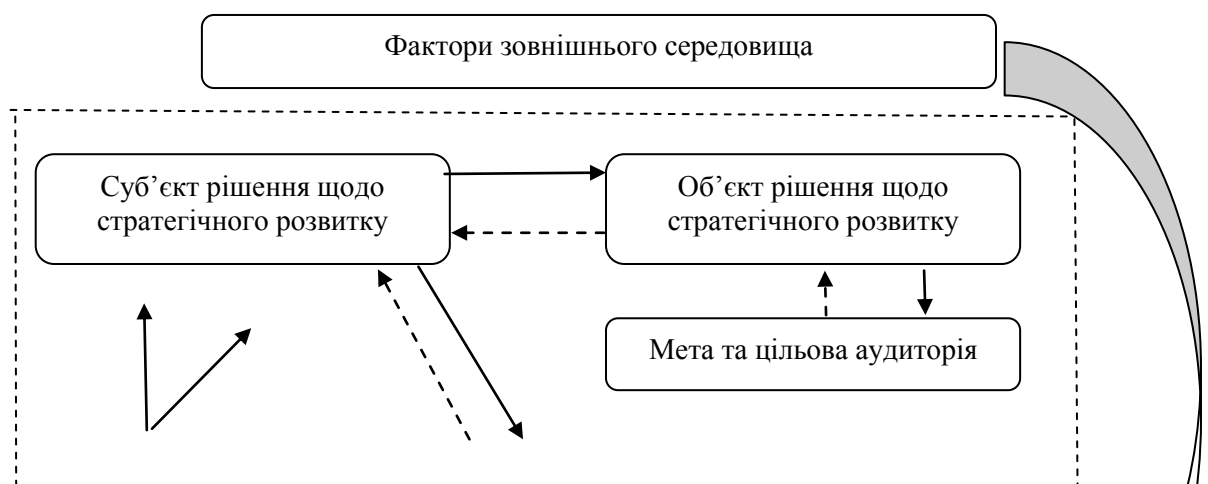 Фактори зовнішнього середовища
Суб’єкт рішення щодо
стратегічного розвитку
Об’єкт рішення щодо
стратегічного розвитку
Мета та цільова аудиторія